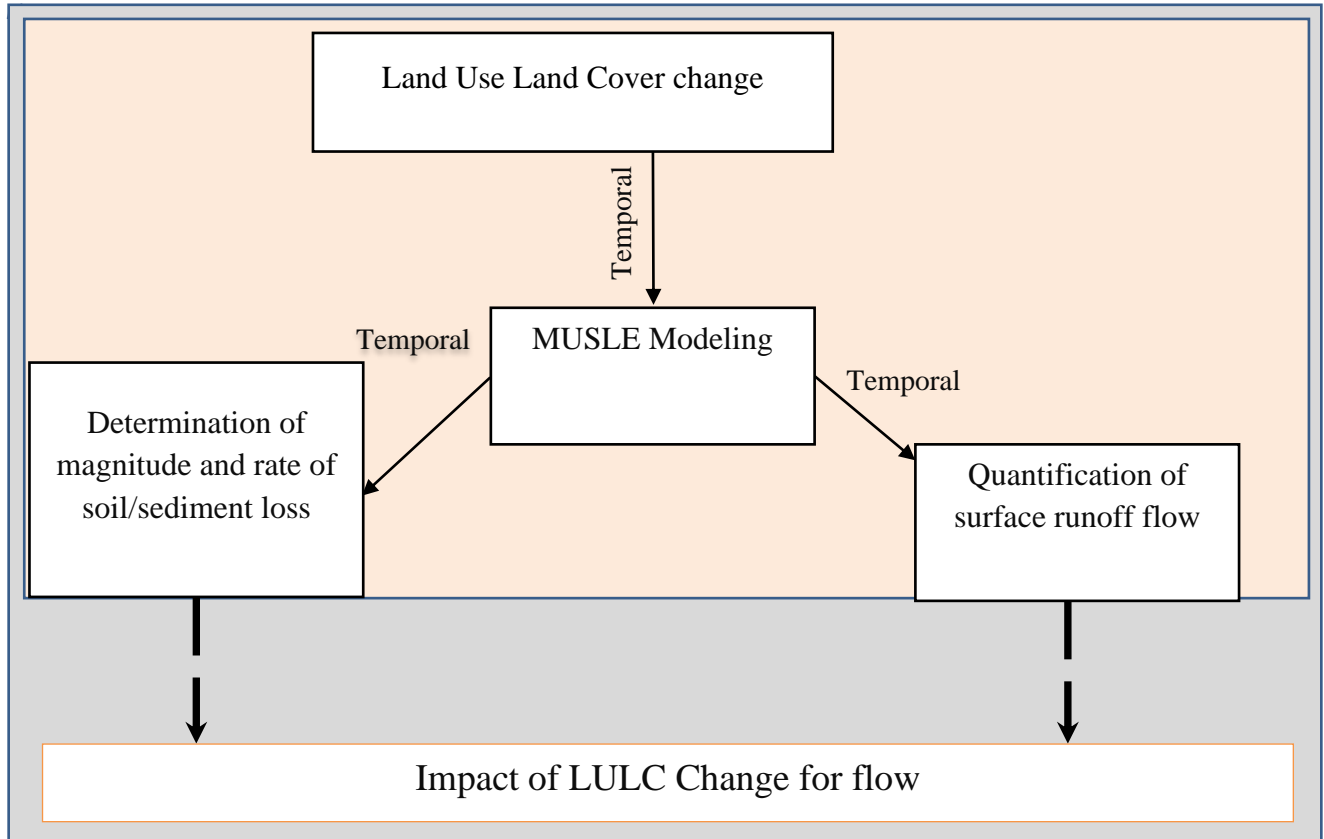 Land Use Land Cover change
Temporal
MUSLE Modeling
Temporal
Temporal
Determination of
magnitude and rate of
soil/sediment loss
Quantification of
surface runoff flow
Impact of LULC Change for flow